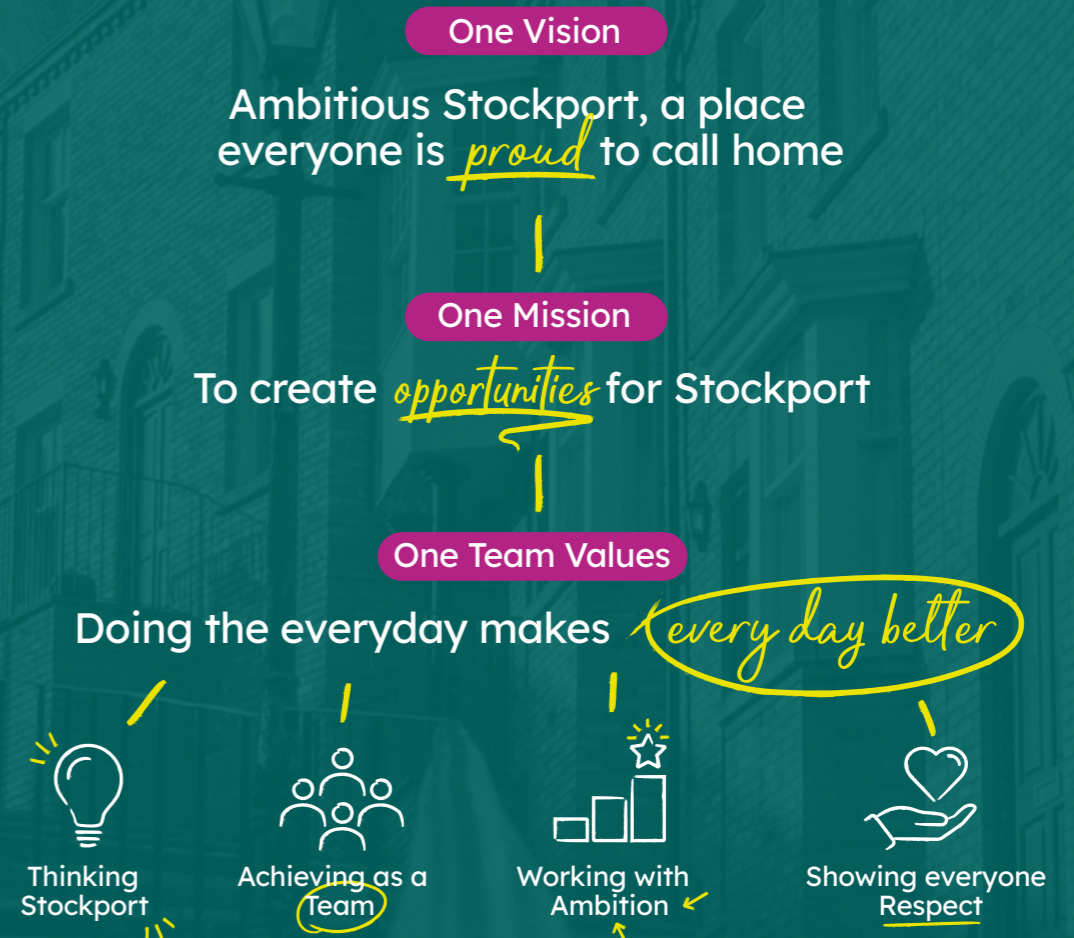 One Vision
Ambitious Stockport, a place
everyone is proud to call home
One Mission
To create opportunities for Stockport
One Team Values
Doing the everyday makes every day better
Thinking
Stockport
Achieving as a
Team
Working with
Ambition
Showing everyone
Respect